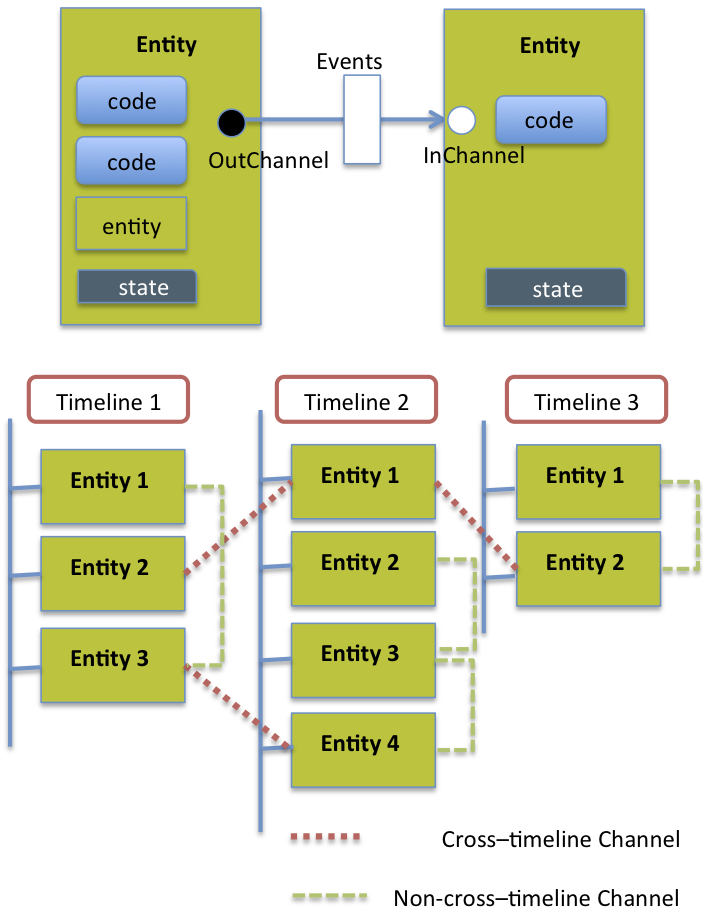 Entity
code
code
entity
state
OutChannel
Events
Entity
InChannel
code
state
Timeline 1
Entity 1
Entity 2
Entity 3
Timeline 2
Entity 1
Entity 2
Entity 3
Entity 4
Timeline 3
Entity 1
Entity 2
Cross–timeline Channel
Non-cross–timeline Channel